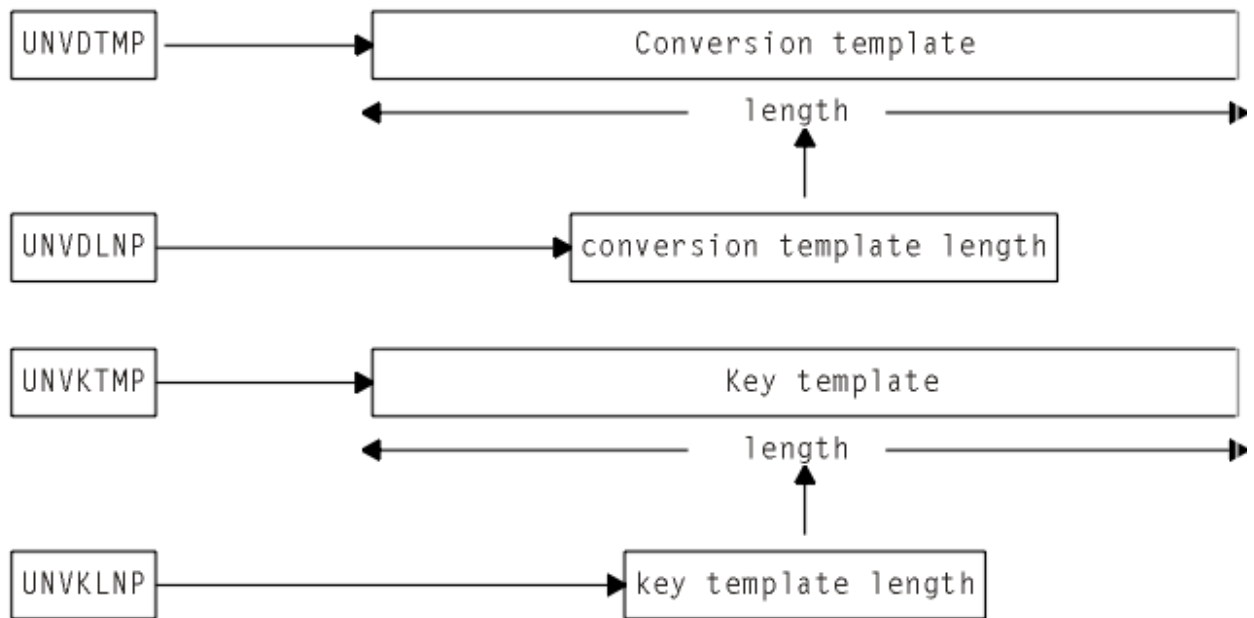 UNVDTMP Conversion template
length
UNVDLNP conversion template length
UNVKTMP Key template
length
UNVKLNP key template length